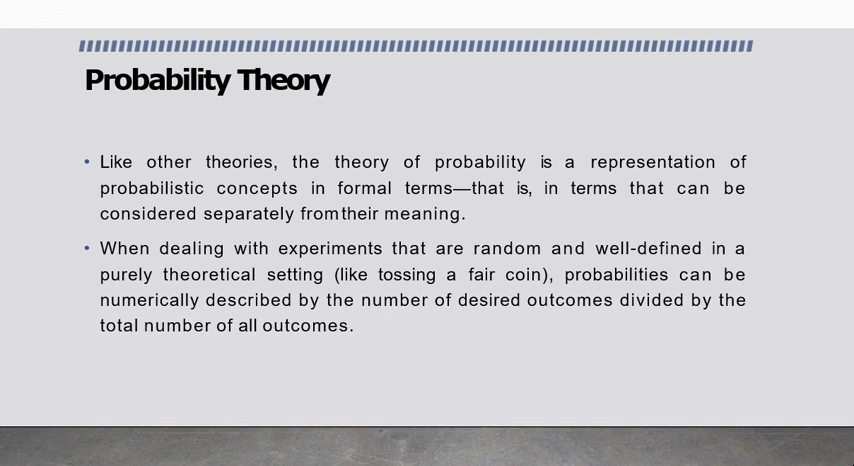 Probability Theory
• Like other theories, the theory of probability is a representation of
probabilistic concepts in formal terms—that is, in terms that can be
considered separately fromtheir meaning.
• When dealing with experiments that are random and well-defined in a
purely theoretical setting (like tossing a fair coin), probabilities can be
numerically described by the number of desired outcomes divided by the
total number of all outcomes.